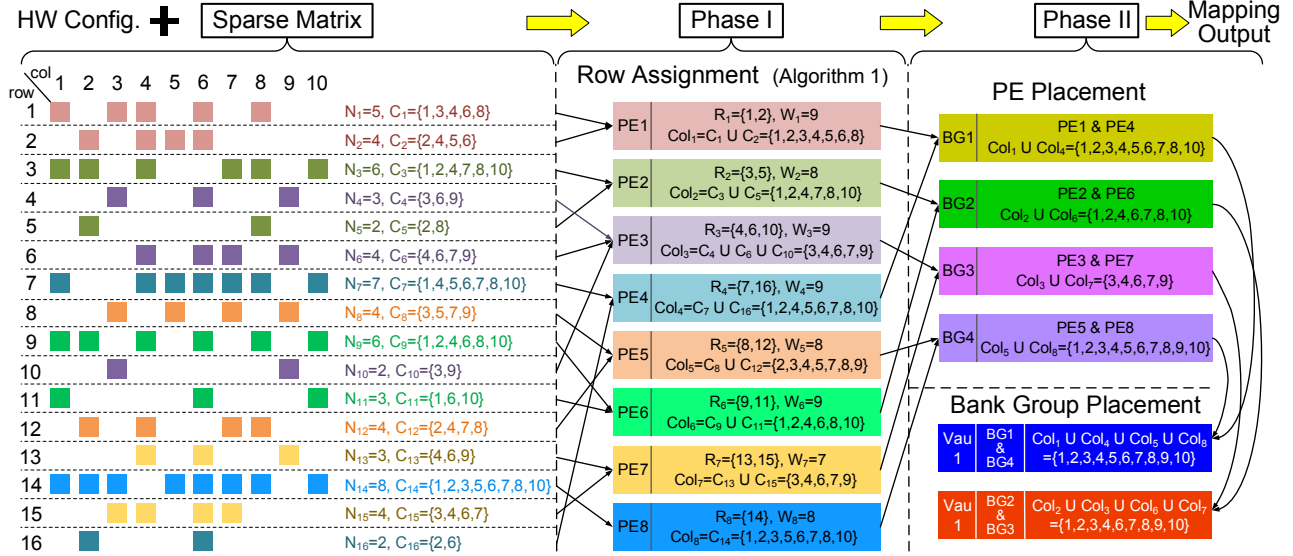 HW Config. + Sparse Matrix Phase I Phase II Mapping Output
col
row
1 2 3 4 5 6 7 8 9 10
1 N1=5, C1={1,3,4,6,8}
2 N2=4, C2={2,4,5,6}
3 N3=6, C3={1,2,4,7,8,10}
4 N4=3, C4={3,6,9}
5 N5=2, C5={2,8}
6 N6=4, C6={4,6,7,9}
7 N7=7, C7={1,4,5,6,7,8,10}
8 N8=4, C8={3,5,7,9}
9 N9=6, C9={1,2,4,6,8,10}
10 N10=2, C10={3,9}
11 N11=3, C11={1,6,10}
12 N12=4, C12={2,4,7,8}
13 N13=3, C13={4,6,9}
14 N14=8, C14={1,2,3,5,6,7,8,10}
15 N15=4, C15={3,4,6,7}
16 N16=2, C16={2,6}
Row Assignment (Algorithm 1)
PE1
R1={1,2}, W1=9
Col1=C1 U C2={1,2,3,4,5,6,8}
PE2
R2={3,5}, W2=8
Col2=C3 U C5={1,2,4,7,8,10}
PE3
R3={4,6,10}, W3=9
Col3=C4 U C6 U C10={3,4,6,7,9}
PE4
R4={7,16}, W4=9
Col4=C7 U C16={1,2,4,5,6,7,8,10}
PE5
R5={8,12}, W5=8
Col5=C8 U C12={2,3,4,5,7,8,9}
PE6
R6={9,11}, W6=9
Col6=C9 U C11={1,2,4,6,8,10}
PE7
R7={13,15}, W7=7
Col7=C13 U C15={3,4,6,7,9}
PE8
R8={14}, W8=8
Col8=C14={1,2,3,5,6,7,8,10}
PE Placement
BG1
PE1 & PE4
Col1 U Col4={1,2,3,4,5,6,7,8,10}
BG2
PE2 & PE6
Col2 U Col6={1,2,4,6,7,8,10}
BG3
PE3 & PE7
Col3 U Col7={3,4,6,7,9}
BG4
PE5 & PE8
Col5 U Col8={1,2,3,4,5,6,7,8,9,10}
Bank Group Placement
Vau 1
BG1 & BG4
Col1 U Col4 U Col5 U Col8
={1,2,3,4,5,6,7,8,9,10}
Vau 1
BG2 & BG3
Col2 U Col3 U Col6 U Col7
={1,2,3,4,6,7,8,9,10}